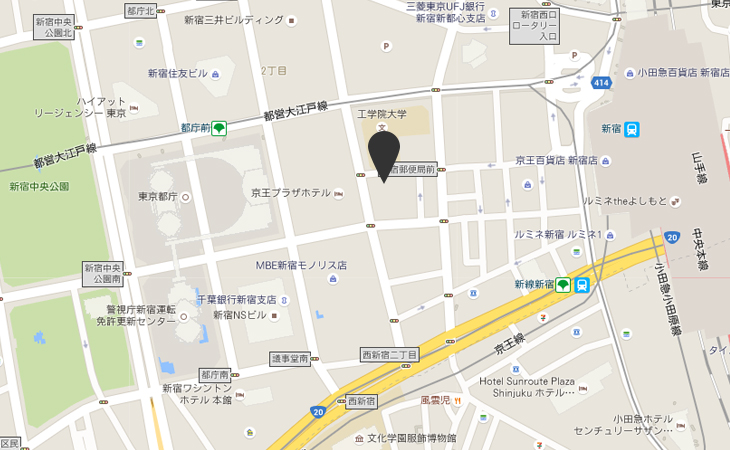 都庁北
新宿三井ビルディング
三菱東京UFJ銀行
新宿新都心支店
新宿西口
ロータリー
入口
新宿中央
公園北
新宿住友ビル
2丁目
小田急百貨店 新宿店
414
ハイアット
リージェンシー 東京
都営大江戸線
工学院大学
文
都庁前
新宿
都営大江戸線
宿郵便局前
京王百貨店 新宿店
山手線
新宿中央公園
東京都庁
京王プラザホテル
ルミネtheよしもと
ルミネ新宿 ルミネ1
20
中央本線
新宿中央
公園南
MBE新宿モノリス店
小田急小田原線
新線新宿
千葉銀行新宿支店
警視庁新宿運転
免許更新センター
新宿NSビル
京王線
議事堂南
西新宿二丁目
タイ
都庁南
新宿ワシントン
ホテル 本館
Hotel Sunroute Plaza
Shinjuku ホテル…
西新宿
20
風雲児
小田急ホテル
センチュリーサザン…
文化学園服飾博物館
区民